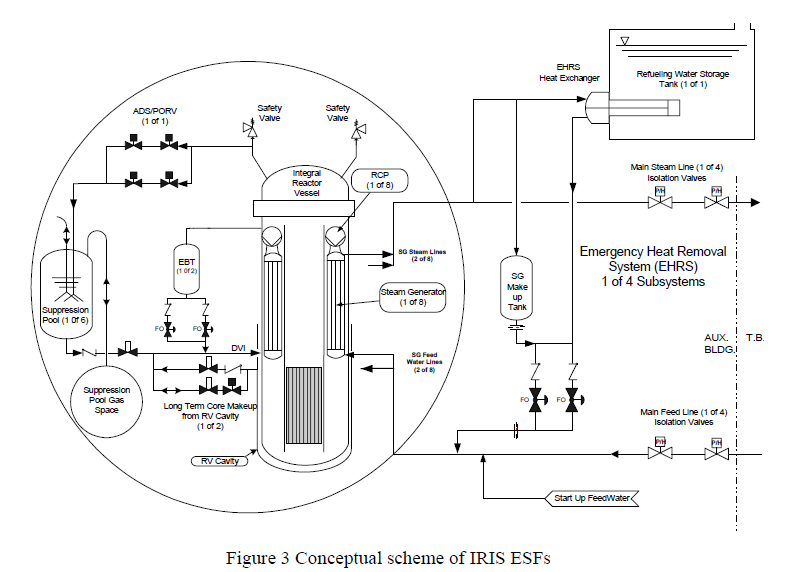 EHRS
Heat Exchanger
Refueling Water Storage
Tank (1 of 1)
ADS/PORV
(1 of 1)
Safety
Valve
Safety
Valve
Integral
Reactor
Vessel
RCP
(1 of 8)
Main Steam Line (1 of 4)
Isolation Valves
P/H
P/H
SG Steam Lines
(2 of 8)
EBT
(1 0f 2)
Emergency Heat Removal
System (EHRS)
1 of 4 Subsystems
SG
Make
up
Tank
Steam Generator
(1 of 8)
Suppression
Pool (1 0f 6)
FO
FO
AUX.
BLDG.
T.B.
DVI
SG Feed
Water Lines
(2 of 8)
Suppression
Pool Gas
Space
Long Term Core Makeup
from RV Cavity
(1 of 2)
FO
FO
Main Feed Line (1 of 4)
Isolation Valves
P/H
P/H
RV Cavity
Start Up FeedWater
Figure 3 Conceptual scheme of IRIS ESFs